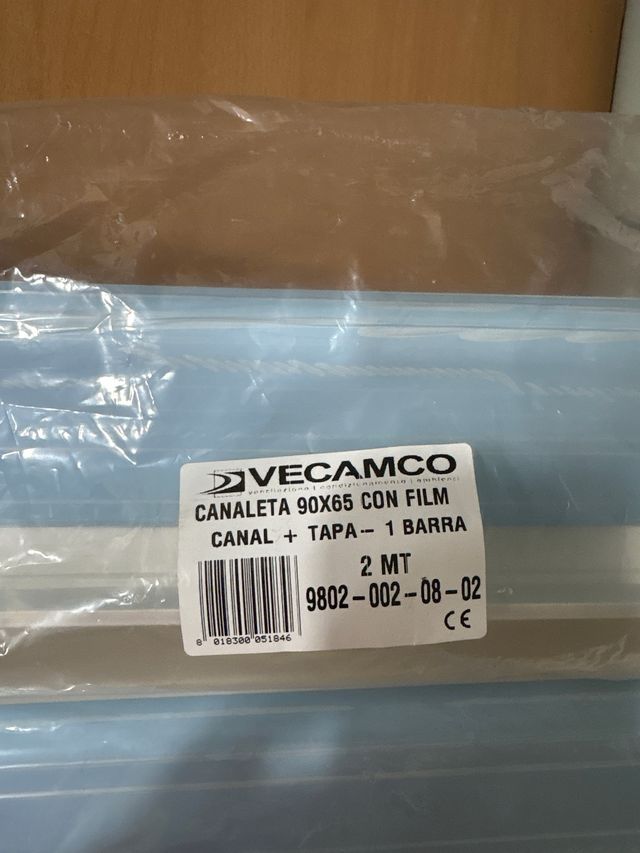 VECAMCO
ventilazione | condizionamento | ambienti
CANALETA 90X65 CON FILM
CANAL + TAPA - 1 BARRA
2 MT
9802-002-08-02
8 018300 051846
CE